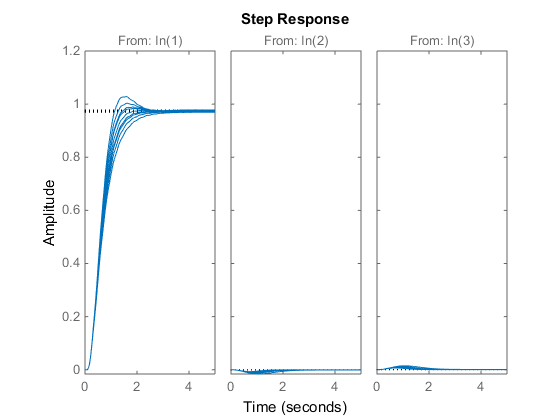 Step Response
From: In(1)
From: In(2)
From: In(3)
Amplitude
1.2
1
0.8
0.6
0.4
0.2
0
0 2 4
0 2 4
0 2 4
Time (seconds)